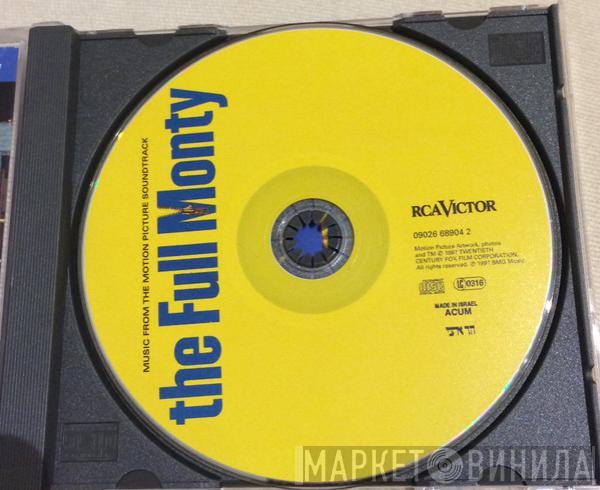 MUSIC FROM THE MOTION PICTURE SOUNDTRACK
the Full Monty
RCA VICTOR
09026 68904 2
Motion Picture Artwork, photos
and TM © 1997 TWENTIETH
CENTURY FOX FILM CORPORATION.
All rights reserved. ℗ 1997 BMG Music.
LC 0316
MADE IN ISRAEL
ACUM
МАРКЕТ ВИНИЛА